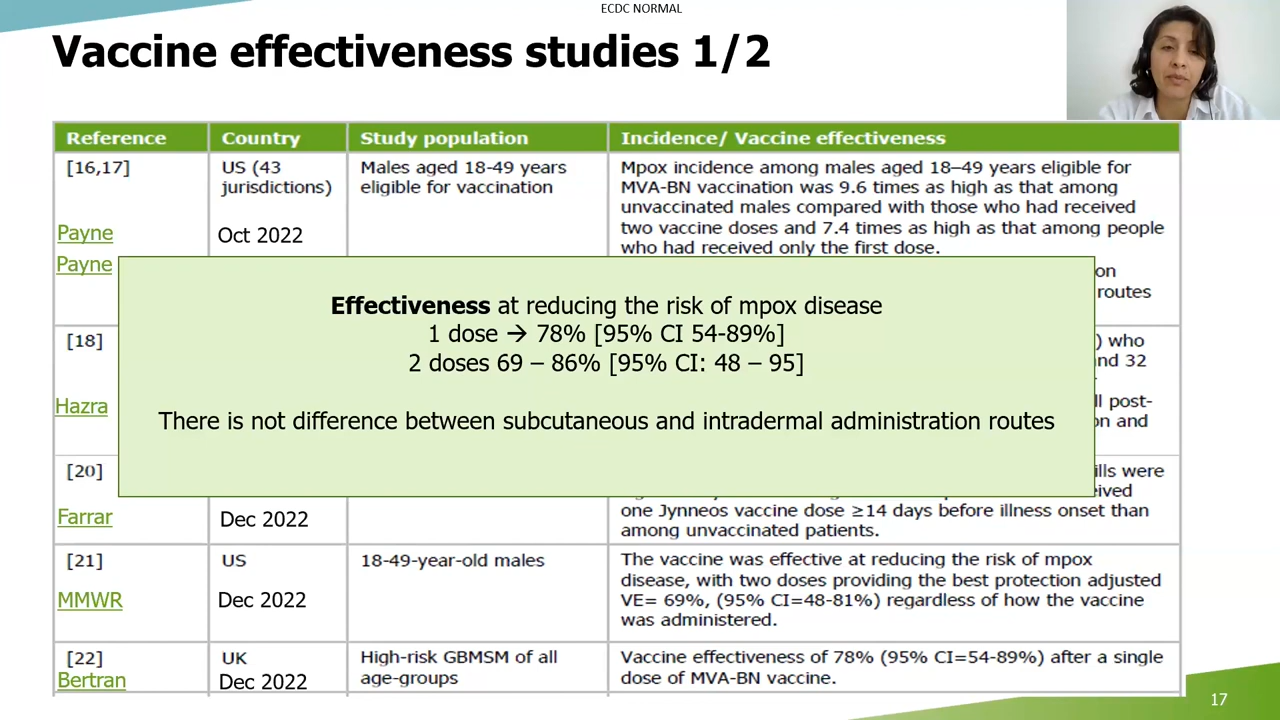 ECDC NORMAL
Vaccine effectiveness studies 1/2
Reference Country Study population Incidence/ Vaccine effectiveness
[16,17] US (43 Males aged 18-49 years Mpox incidence among males aged 18–49 years eligible for
jurisdictions) eligible for vaccination MVA-BN vaccination was 9.6 times as high as that among
unvaccinated males compared with those who had received
Payne Oct 2022 two vaccine doses and 7.4 times as high as that among people
who had received only the first dose.
Payne on
routes
Effectiveness at reducing the risk of mpox disease
1 dose → 78% [95% CI 54-89%]
2 doses 69 – 86% [95% CI: 48 – 95]
There is not difference between subcutaneous and intradermal administration routes
[18] ) who
and 32
Hazra ll post-
on and
[20] ills were
eived
Farrar Dec 2022 one Jynneos vaccine dose ≥14 days before illness onset than
among unvaccinated patients.
[21] US 18-49-year-old males The vaccine was effective at reducing the risk of mpox
disease, with two doses providing the best protection adjusted
MMWR Dec 2022 VE= 69%, (95% CI=48-81%) regardless of how the vaccine
was administered.
[22] UK High-risk GBMSM of all Vaccine effectiveness of 78% (95% CI=54-89%) after a single
Bertran Dec 2022 age-groups dose of MVA-BN vaccine.
17